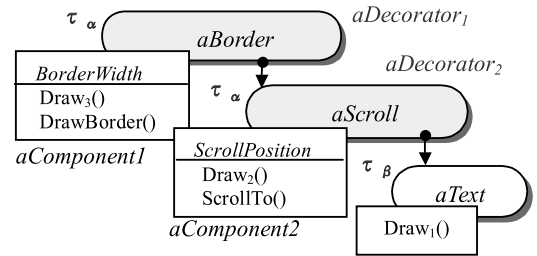 τ α
aBorder
aDecorator₁
BorderWidth
Draw₃()
DrawBorder()
aComponent1
aDecorator₂
τ α
aScroll
ScrollPosition
Draw₂()
ScrollTo()
aComponent2
τ β
aText
Draw₁()